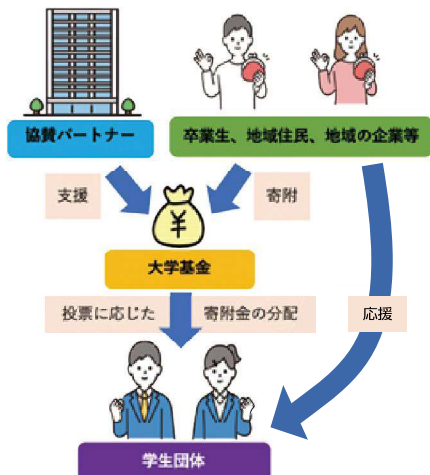 協賛パートナー
卒業生、地域住民、地域の企業等
支援
寄附
¥
大学基金
投票に応じた
寄附金の分配
応援
学生団体